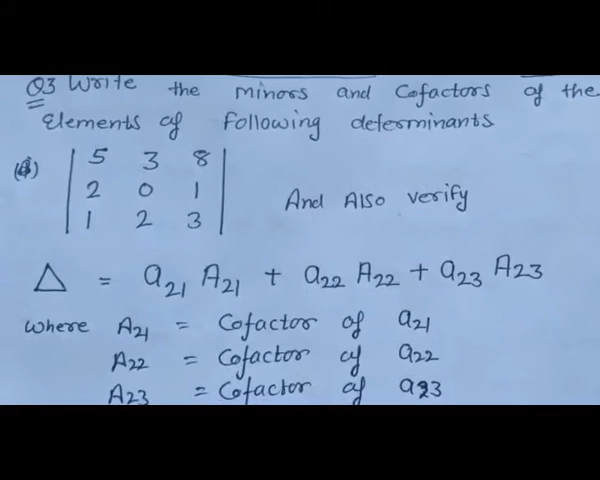 Q3 Write the minors and Cofactors of the
Elements of following determinants
5 3 8
2 0 1
1 2 3
And Also verify
Δ = a21 A21 + a22 A22 + a23 A23
Where A21 = Cofactor of a21
A22 = Cofactor of a22
A23 = Cofactor of a23